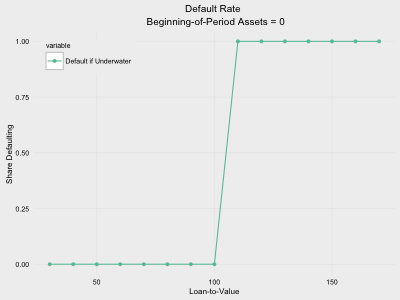 Default Rate
Beginning-of-Period Assets = 0
variable
Default if Underwater
1.00
0.75
0.50
0.25
0.00
Share Defaulting
50
100
150
Loan-to-Value